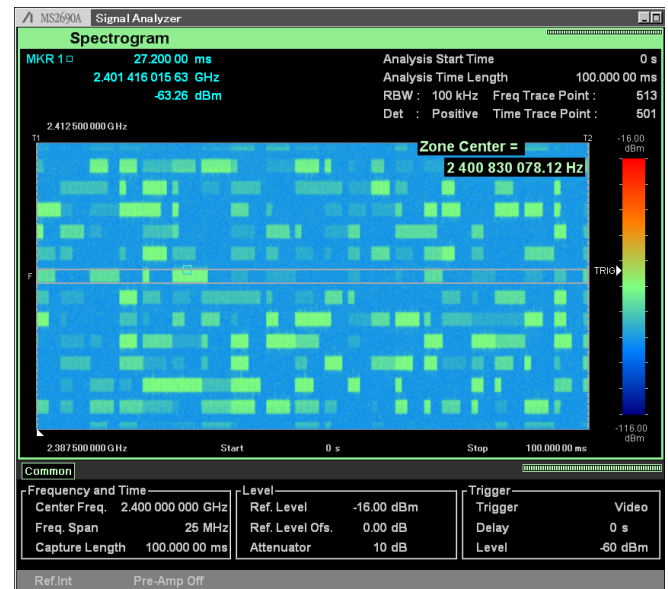 MS2690A Signal Analyzer
Spectrogram
MKR 1 27.200 00 ms
2.401 416 015 63 GHz
-63.26 dBm
Analysis Start Time 0 s
Analysis Time Length 100.000 00 ms
RBW : 100 kHz Freq Trace Point : 513
Det : Positive Time Trace Point : 501
2.412 500 000 GHz
T1 T2 -16.00
dBm
Zone Center =
2 400 830 078.12 Hz
F TRIG
-116.00
dBm
2.387 500 000 GHz Start 0 s Stop 100.000 00 ms
Common
Frequency and Time
Center Freq. 2.400 000 000 GHz
Freq. Span 25 MHz
Capture Length 100.000 00 ms
Level
Ref. Level -16.00 dBm
Ref. Level Ofs. 0.00 dB
Attenuator 10 dB
Trigger
Trigger Video
Delay 0 s
Level -60 dBm
Ref.Int Pre-Amp Off